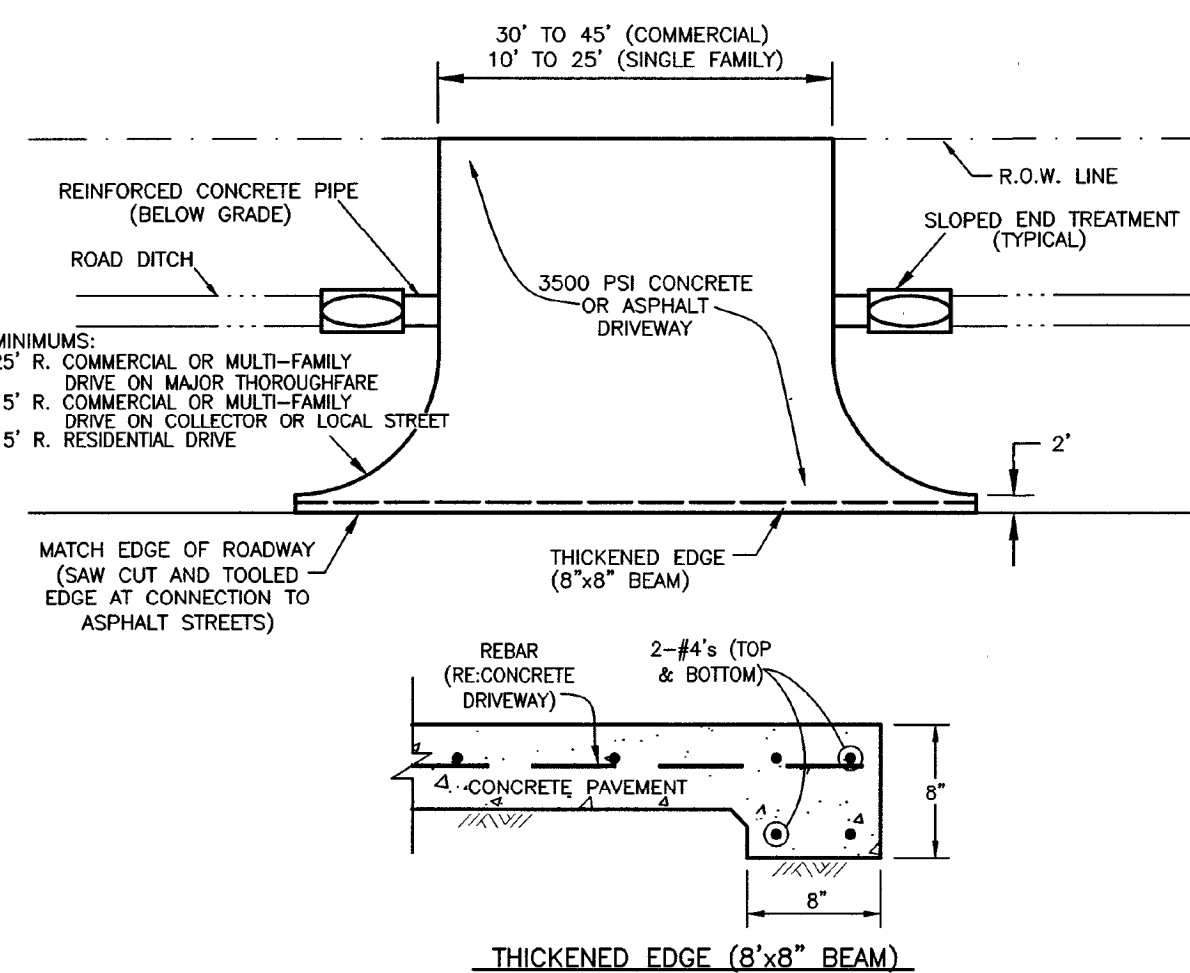 30' TO 45' (COMMERCIAL)
10' TO 25' (SINGLE FAMILY)
R.O.W. LINE
REINFORCED CONCRETE PIPE
(BELOW GRADE)
SLOPED END TREATMENT
(TYPICAL)
ROAD DITCH
3500 PSI CONCRETE
OR ASPHALT
DRIVEWAY
MINIMUMS:
25' R. COMMERCIAL OR MULTI-FAMILY
DRIVE ON MAJOR THOROUGHFARE
5' R. COMMERCIAL OR MULTI-FAMILY
DRIVE ON COLLECTOR OR LOCAL STREET
5' R. RESIDENTIAL DRIVE
2'
MATCH EDGE OF ROADWAY
(SAW CUT AND TOOLED
EDGE AT CONNECTION TO
ASPHALT STREETS)
THICKENED EDGE
(8"x8" BEAM)
REBAR
(RE:CONCRETE
DRIVEWAY)
2-#4's (TOP
& BOTTOM)
CONCRETE PAVEMENT
8"
8"
THICKENED EDGE (8'x8" BEAM)